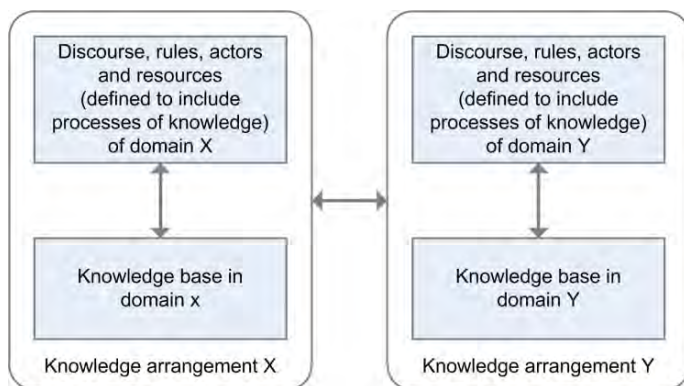 Discourse, rules, actors
and resources
(defined to include
processes of knowledge)
of domain X
Knowledge base in
domain x
Knowledge arrangement X
Discourse, rules, actors
and resources
(defined to include
processes of knowledge)
of domain Y
Knowledge base in
domain Y
Knowledge arrangement Y